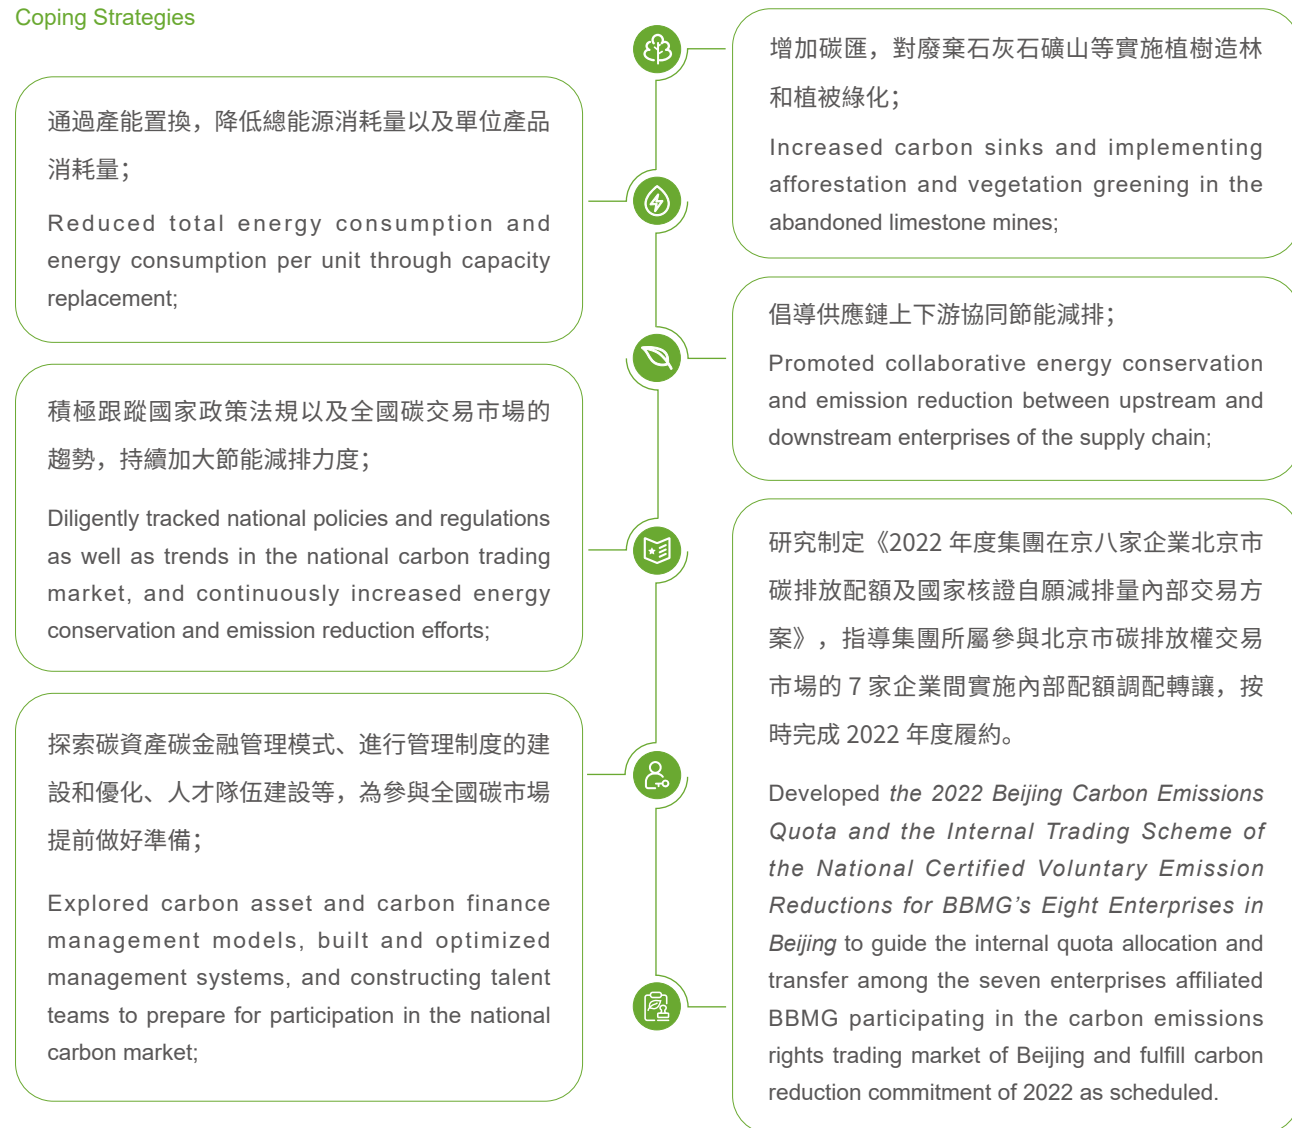 Coping Strategies
增加碳匯，對廢棄石灰石礦山等實施植樹造林
和植被綠化；
Increased carbon sinks and implementing
afforestation and vegetation greening in the
abandoned limestone mines;
通過產能置換，降低總能源消耗量以及單位產品
消耗量；
Reduced total energy consumption and
energy consumption per unit through capacity
replacement;
倡導供應鏈上下游協同節能減排；
Promoted collaborative energy conservation
and emission reduction between upstream and
downstream enterprises of the supply chain;
積極跟蹤國家政策法規以及全國碳交易市場的
趨勢，持續加大節能減排力度；
Diligently tracked national policies and regulations
as well as trends in the national carbon trading
market, and continuously increased energy
conservation and emission reduction efforts;
探索碳資產碳金融管理模式、進行管理制度的建
設和優化、人才隊伍建設等，為參與全國碳市場
提前做好準備；
Explored carbon asset and carbon finance
management models, built and optimized
management systems, and constructing talent
teams to prepare for participation in the national
carbon market;
研究制定《2022 年度集團在京八家企業北京市
碳排放配額及國家核證自願減排量內部交易方
案》，指導集團所屬參與北京市碳排放權交易
市場的 7 家企業間實施內部配額調配轉讓，按
時完成 2022 年度履約。
Developed the 2022 Beijing Carbon Emissions
Quota and the Internal Trading Scheme of
the National Certified Voluntary Emission
Reductions for BBMG's Eight Enterprises in
Beijing to guide the internal quota allocation and
transfer among the seven enterprises affiliated
BBMG participating in the carbon emissions
rights trading market of Beijing and fulfill carbon
reduction commitment of 2022 as scheduled.